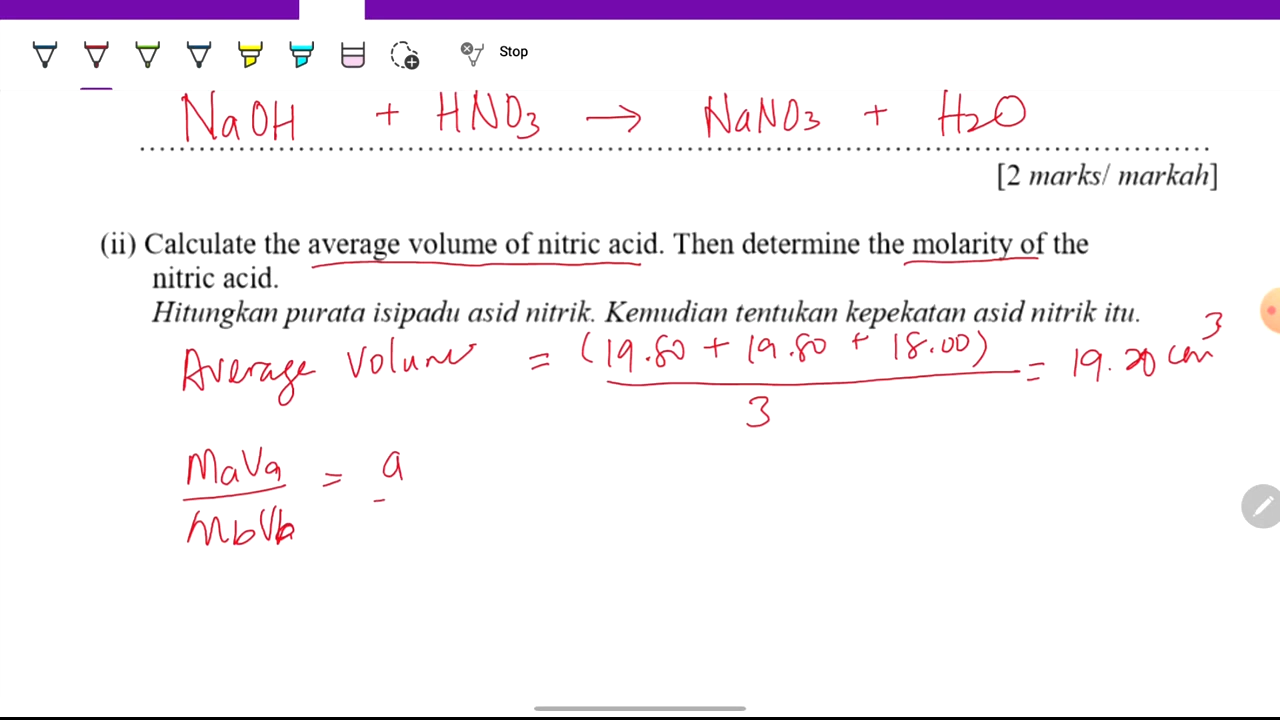 Stop
NaOH + HNO3 → NaNO3 + H2O
[2 marks/ markah]
(ii) Calculate the average volume of nitric acid. Then determine the molarity of the
nitric acid.
Hitungkan purata isipadu asid nitrik. Kemudian tentukan kepekatan asid nitrik itu.
Average volume = (19.80 + 19.80 + 18.00) = 19.20 cm³
3
MaVa = a
MbVb